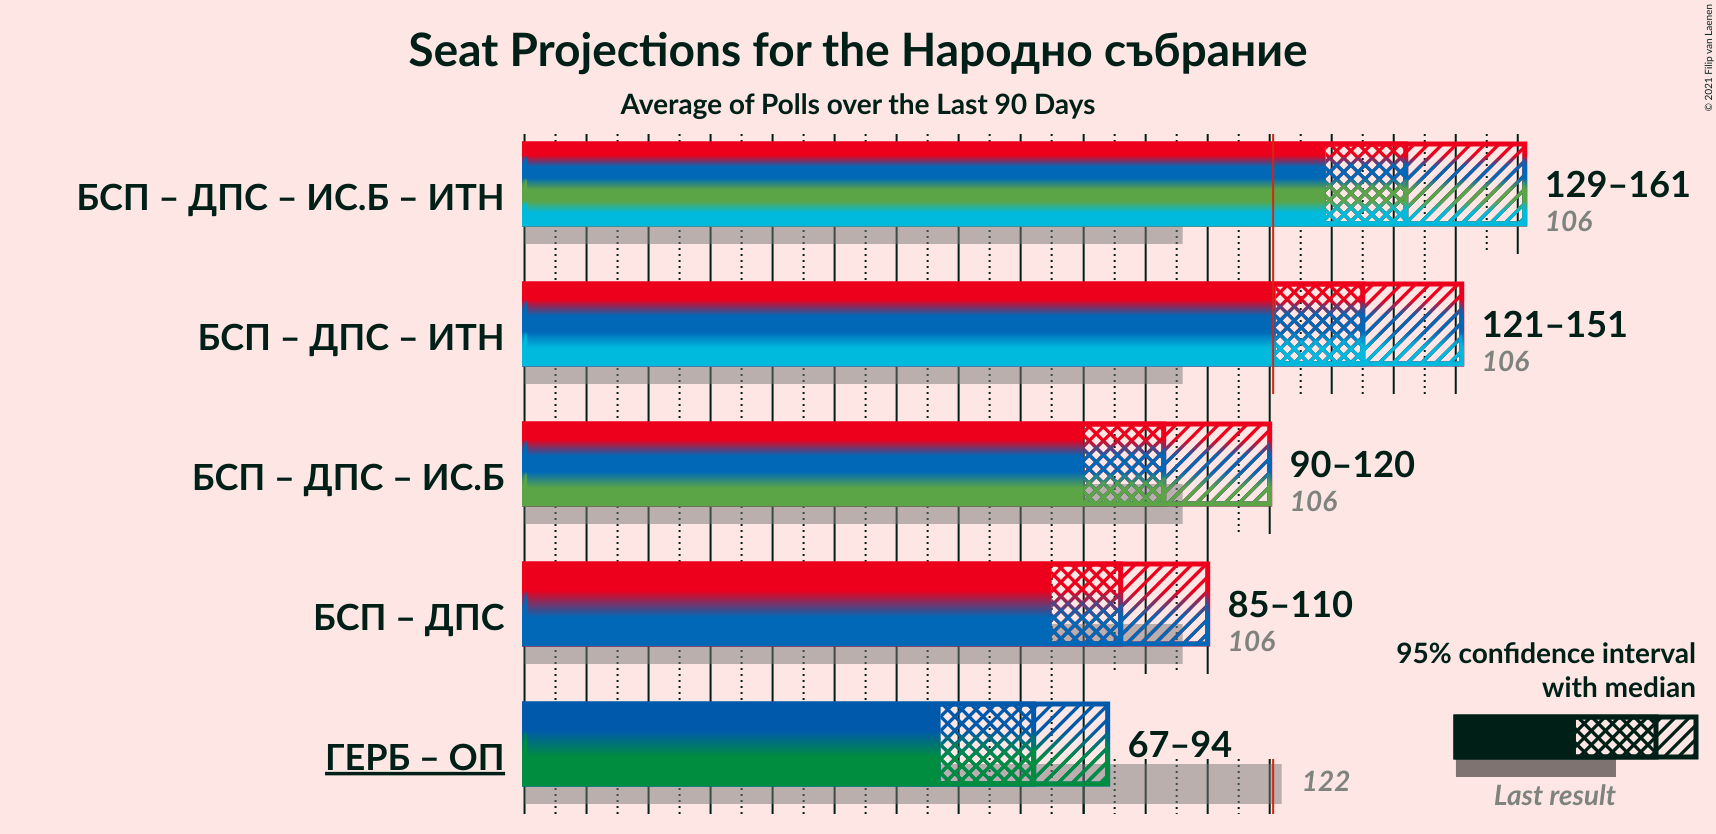 Seat Projections for the Народно събрание
Average of Polls over the Last 90 Days
© 2021 Filip van Laenen
БСП – ДПС – ИС.Б – ИТН
129–161
106
БСП – ДПС – ИТН
121–151
106
БСП – ДПС – ИС.Б
90–120
106
БСП – ДПС
85–110
106
ГЕРБ – ОП
67–94
122
95% confidence interval
with median
Last result